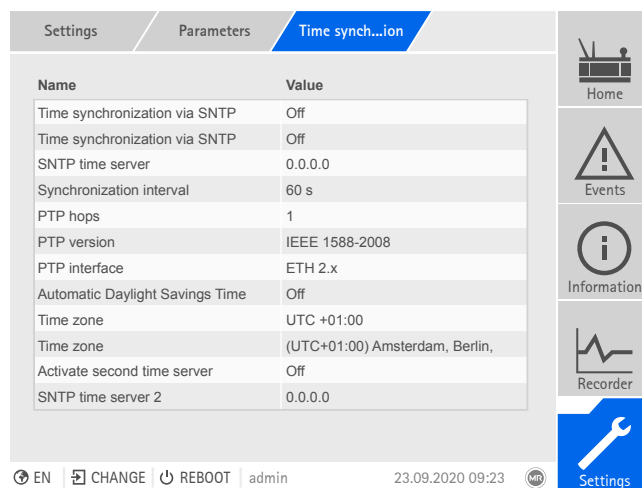 Settings Parameters Time synch...ion
Name Value
Time synchronization via SNTP Off
Time synchronization via SNTP Off
SNTP time server 0.0.0.0
Synchronization interval 60 s
PTP hops 1
PTP version IEEE 1588-2008
PTP interface ETH 2.x
Automatic Daylight Savings Time Off
Time zone UTC +01:00
Time zone (UTC+01:00) Amsterdam, Berlin,
Activate second time server Off
SNTP time server 2 0.0.0.0
Home
Events
Information
Recorder
Settings
EN CHANGE REBOOT admin 23.09.2020 09:23 MR